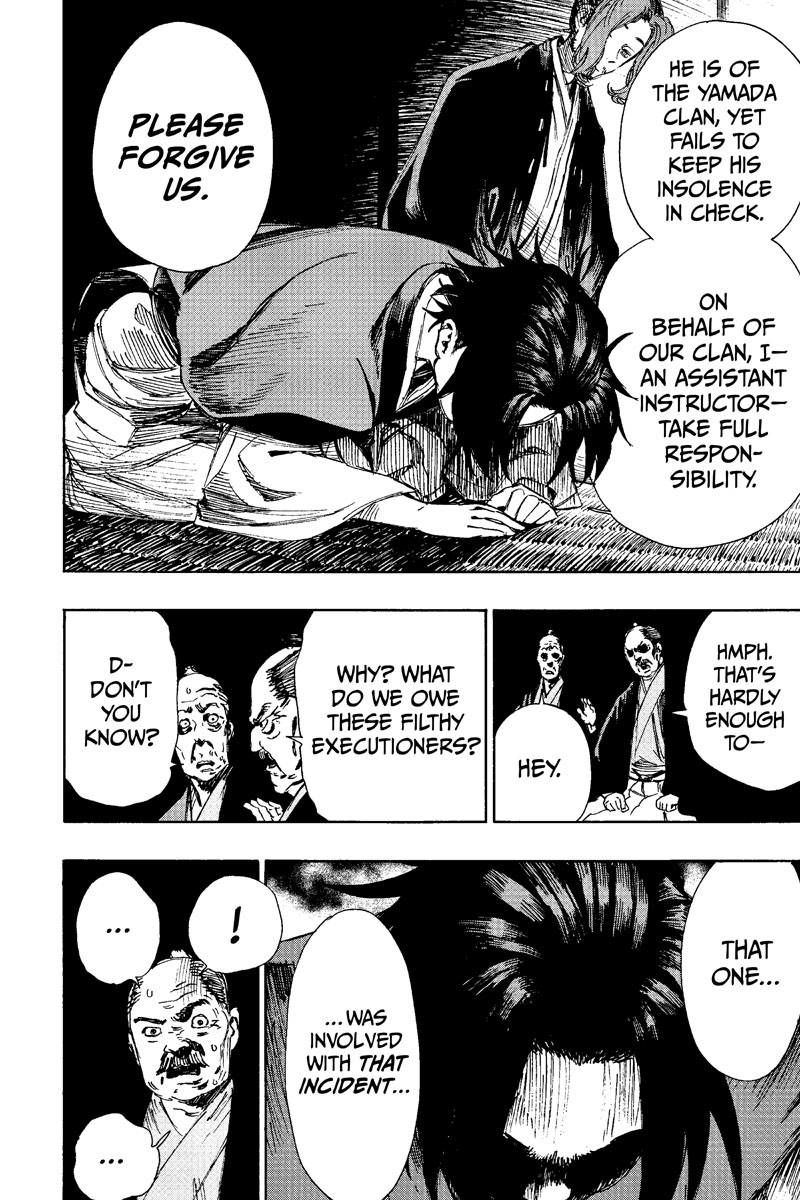 HE IS OF
THE YAMADA
CLAN, YET
FAILS TO
KEEP HIS
INSOLENCE
IN CHECK.
ON
BEHALF OF
OUR CLAN, I—
AN ASSISTANT
INSTRUCTOR—
TAKE FULL
RESPON-
SIBILITY.
PLEASE
FORGIVE
US.
HMPH.
THAT'S
HARDLY
ENOUGH
TO—
HEY.
WHY? WHAT
DO WE OWE
THESE FILTHY
EXECUTIONERS?
D-
DON'T
YOU
KNOW?
THAT
ONE...
...WAS
INVOLVED
WITH THAT
INCIDENT...
!
...
...